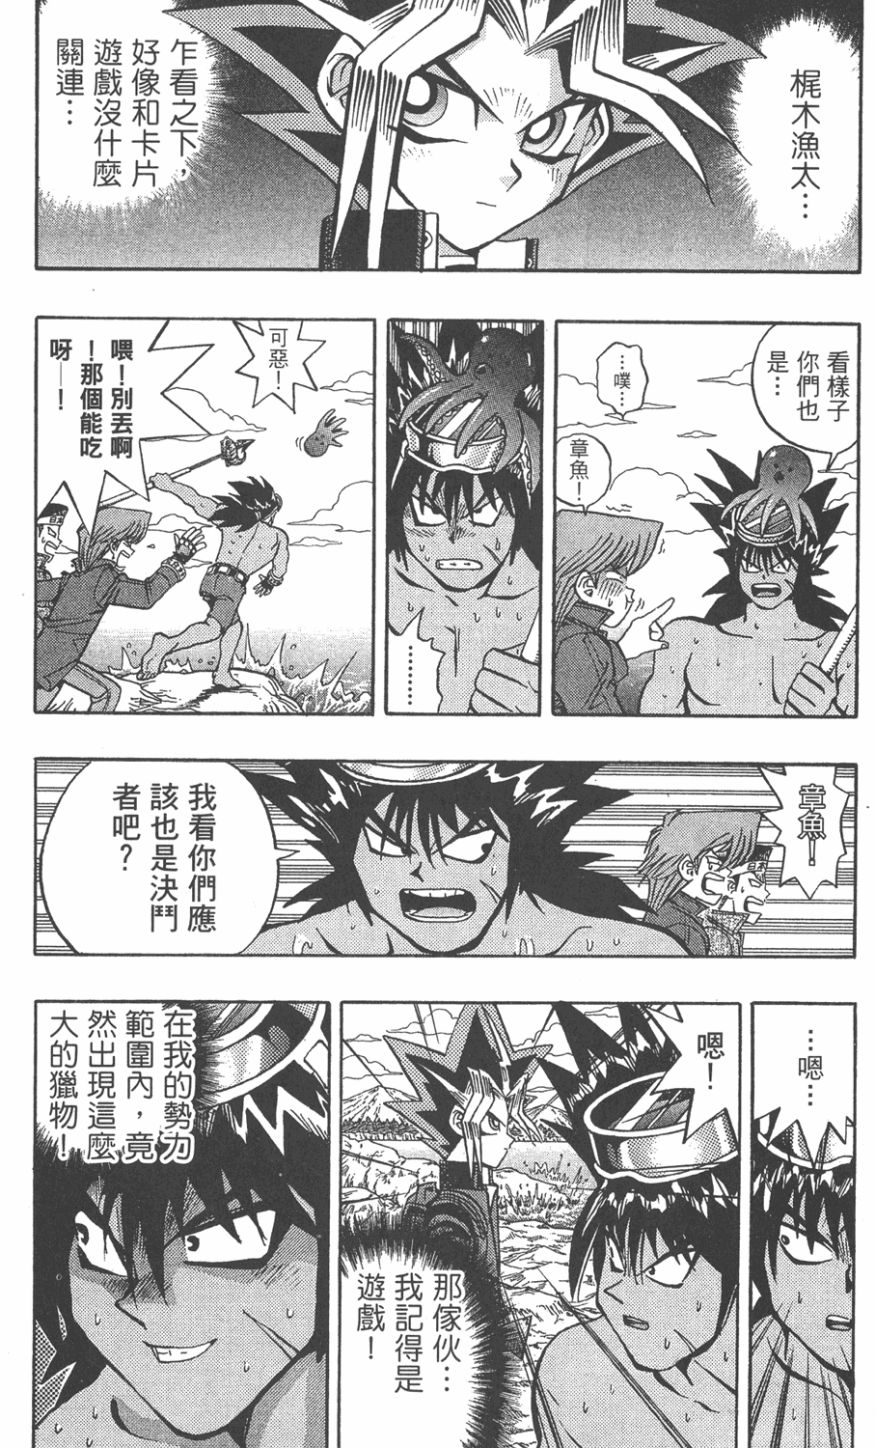 梶木漁太…
乍看之下，
好像和卡片
遊戲沒什麼
關連…
看樣子
你們也
是…
…噗…
章魚！
………
可惡！
喂！別丟啊
！那個能吃
呀—！
章魚！
日本
我看你們應
該也是決鬥
者吧？
…嗯…
嗯！
那傢伙…
我記得是
遊戲！
在我的勢力
範圍內，竟
然出現這麼
大的獵物！